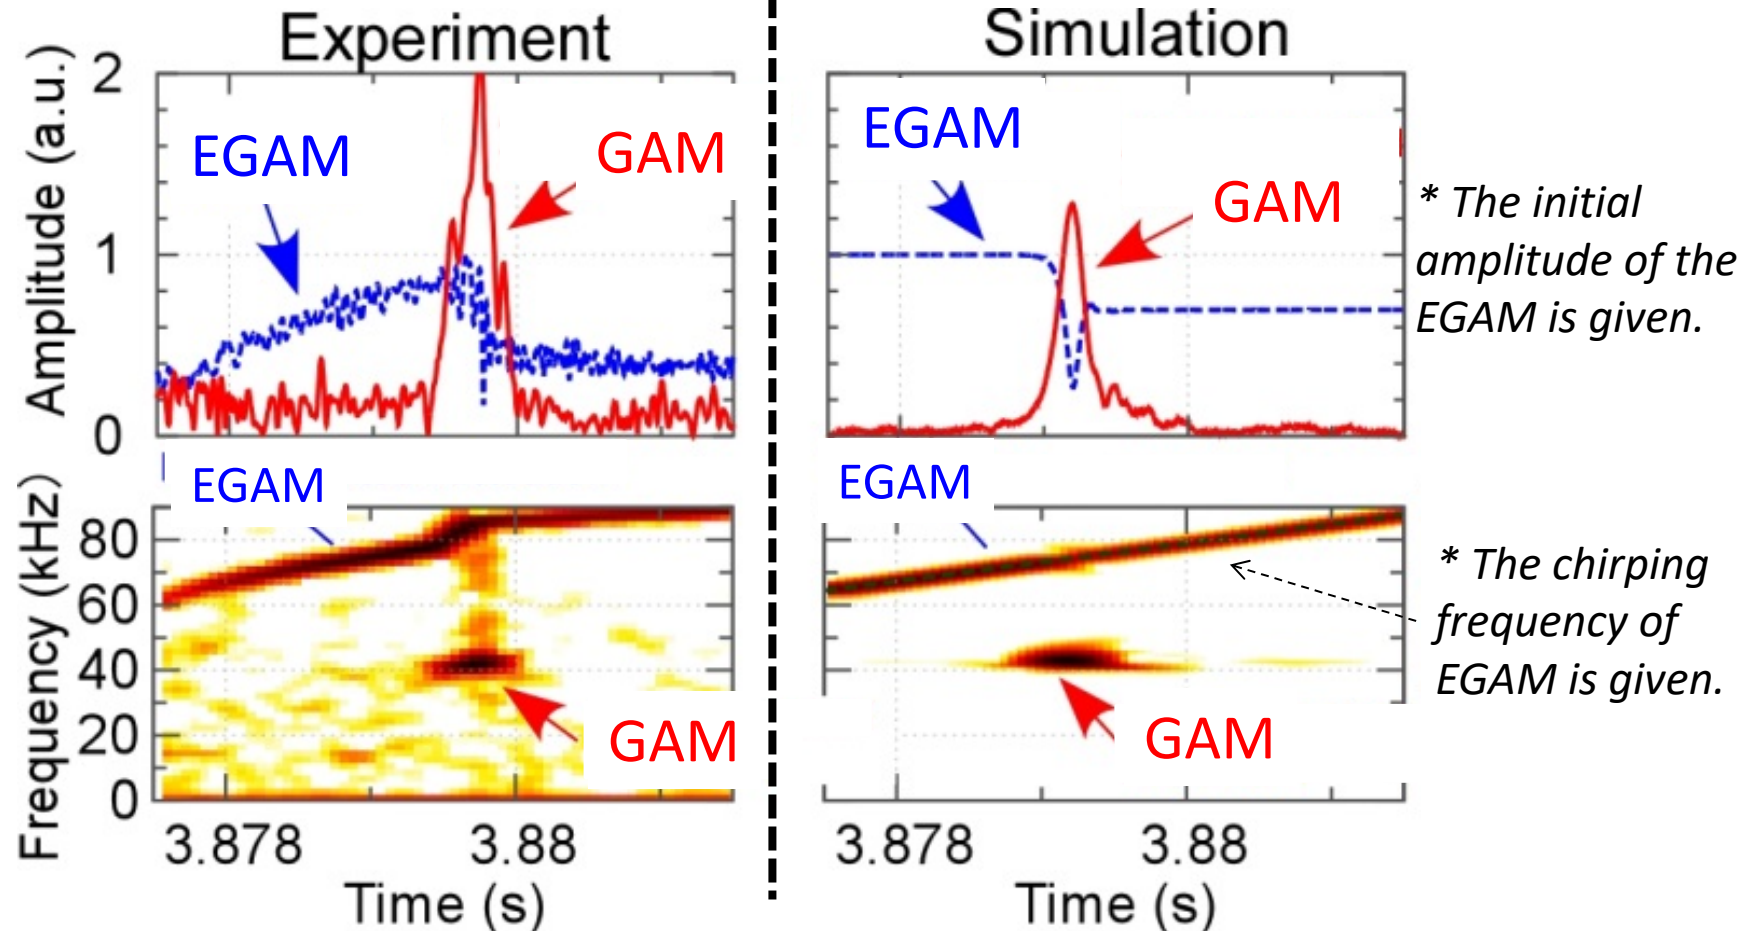 Experiment
Simulation
Amplitude (a.u.)
2
1
0
EGAM
GAM
EGAM
GAM
* The initial
amplitude of the
EGAM is given.
Frequency (kHz)
80
60
40
20
0
EGAM
GAM
EGAM
GAM
* The chirping
frequency of
EGAM is given.
3.878
3.88
3.878
3.88
Time (s)
Time (s)